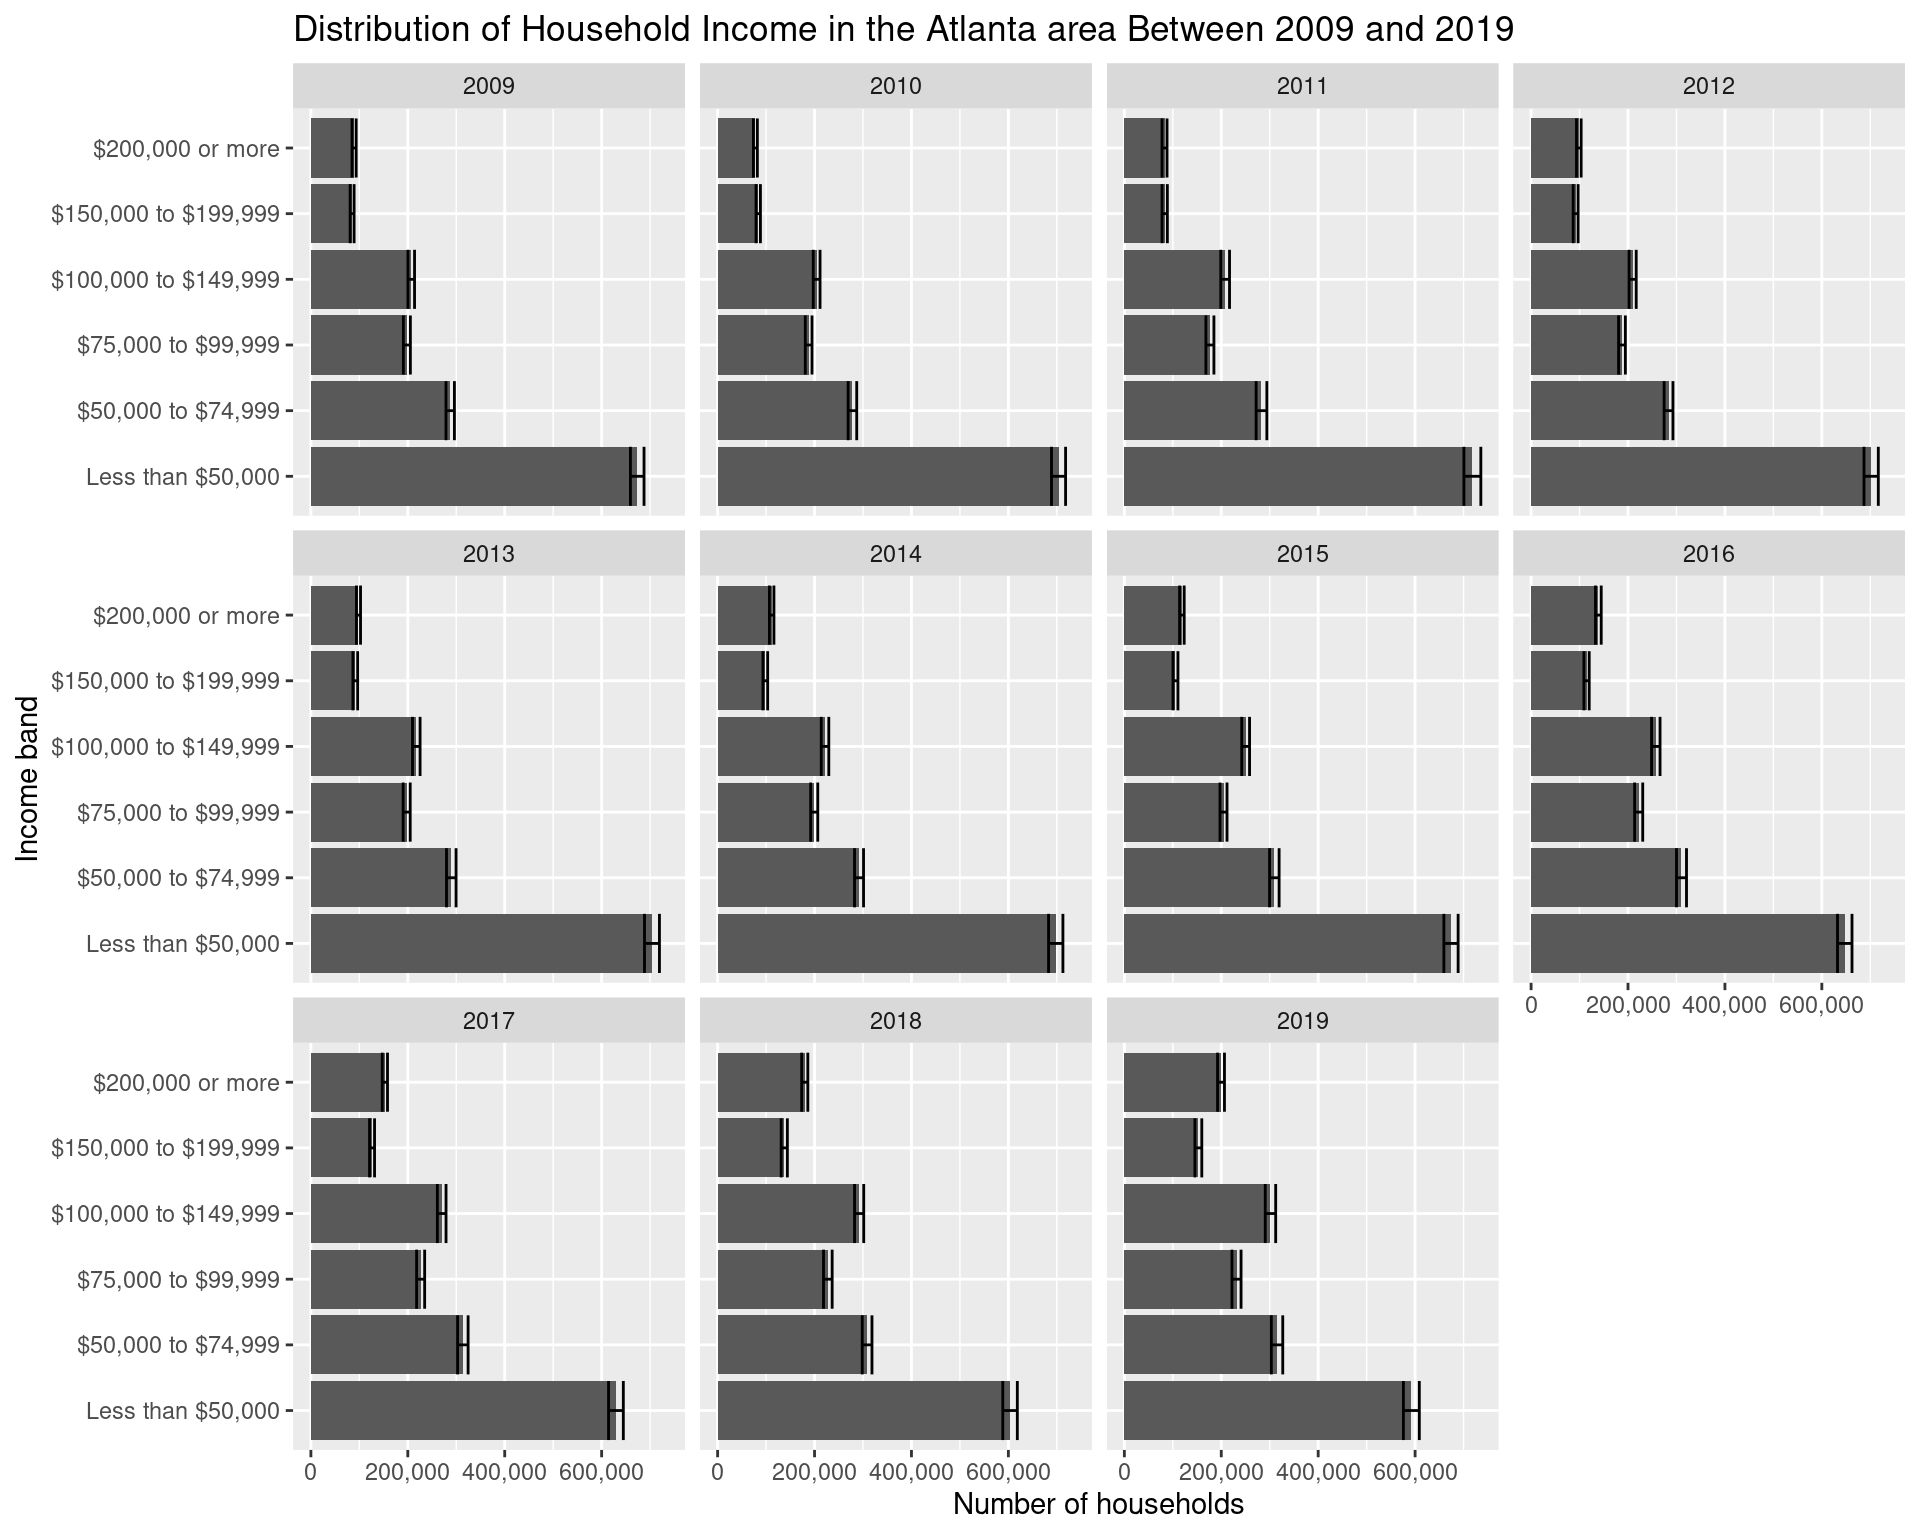 Distribution of Household Income in the Atlanta area Between 2009 and 2019
2009
2010
2011
2012
$200,000 or more
$150,000 to $199,999
$100,000 to $149,999
$75,000 to $99,999
$50,000 to $74,999
Less than $50,000
2013
2014
2015
2016
$200,000 or more
$150,000 to $199,999
$100,000 to $149,999
$75,000 to $99,999
$50,000 to $74,999
Less than $50,000
0 200,000 400,000 600,000
Income band
2017
2018
2019
$200,000 or more
$150,000 to $199,999
$100,000 to $149,999
$75,000 to $99,999
$50,000 to $74,999
Less than $50,000
0 200,000 400,000 600,000
0 200,000 400,000 600,000
0 200,000 400,000 600,000
Number of households